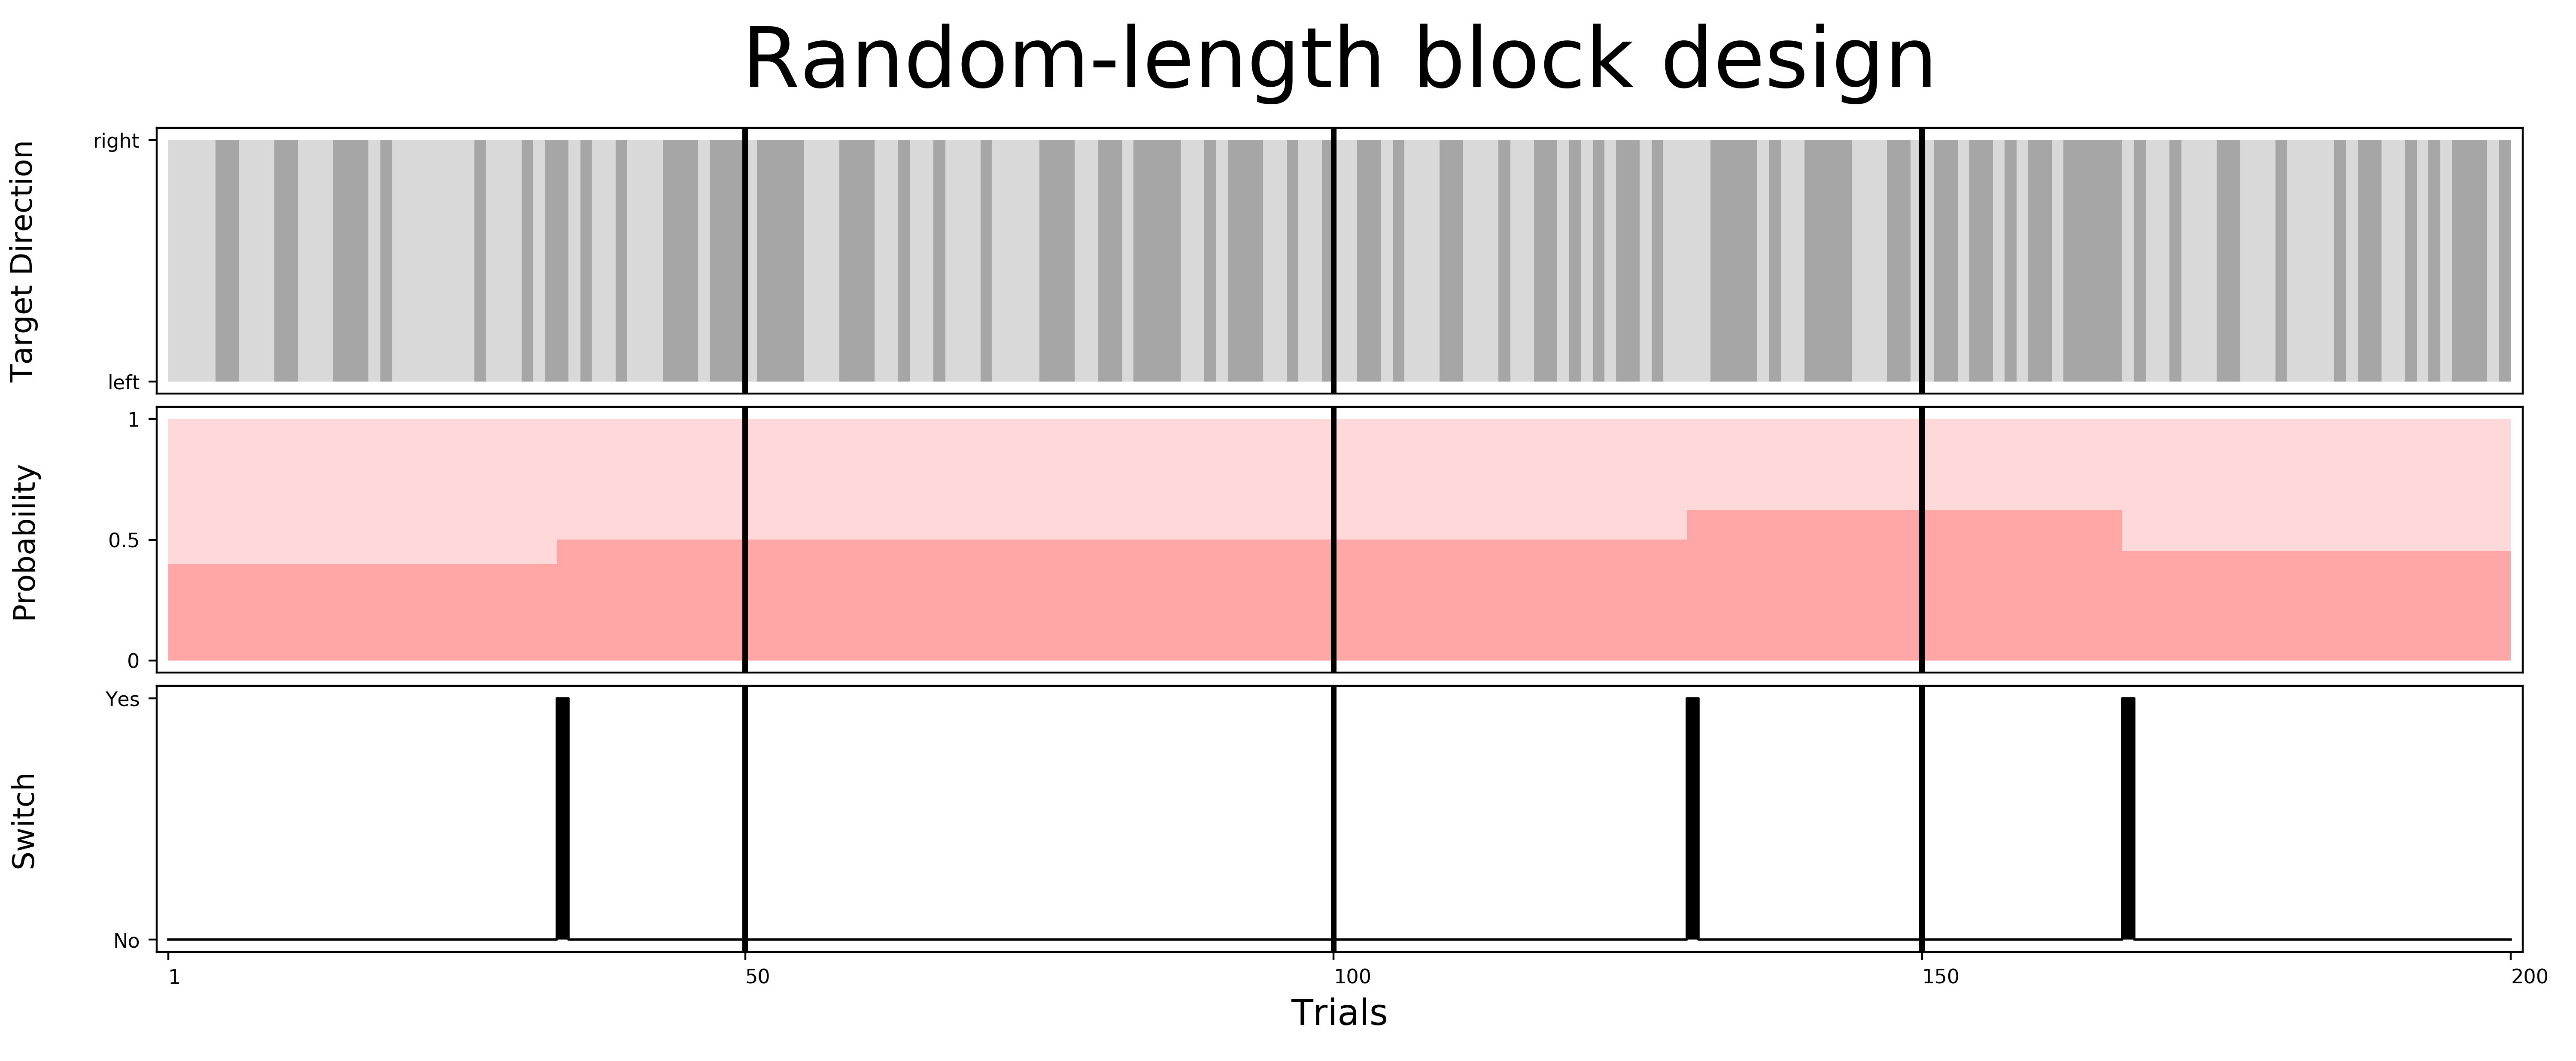 Random-length block design
Target Direction
right
left
Probability
1
0.5
0
Switch
Yes
No
1 50 100 150 200
Trials